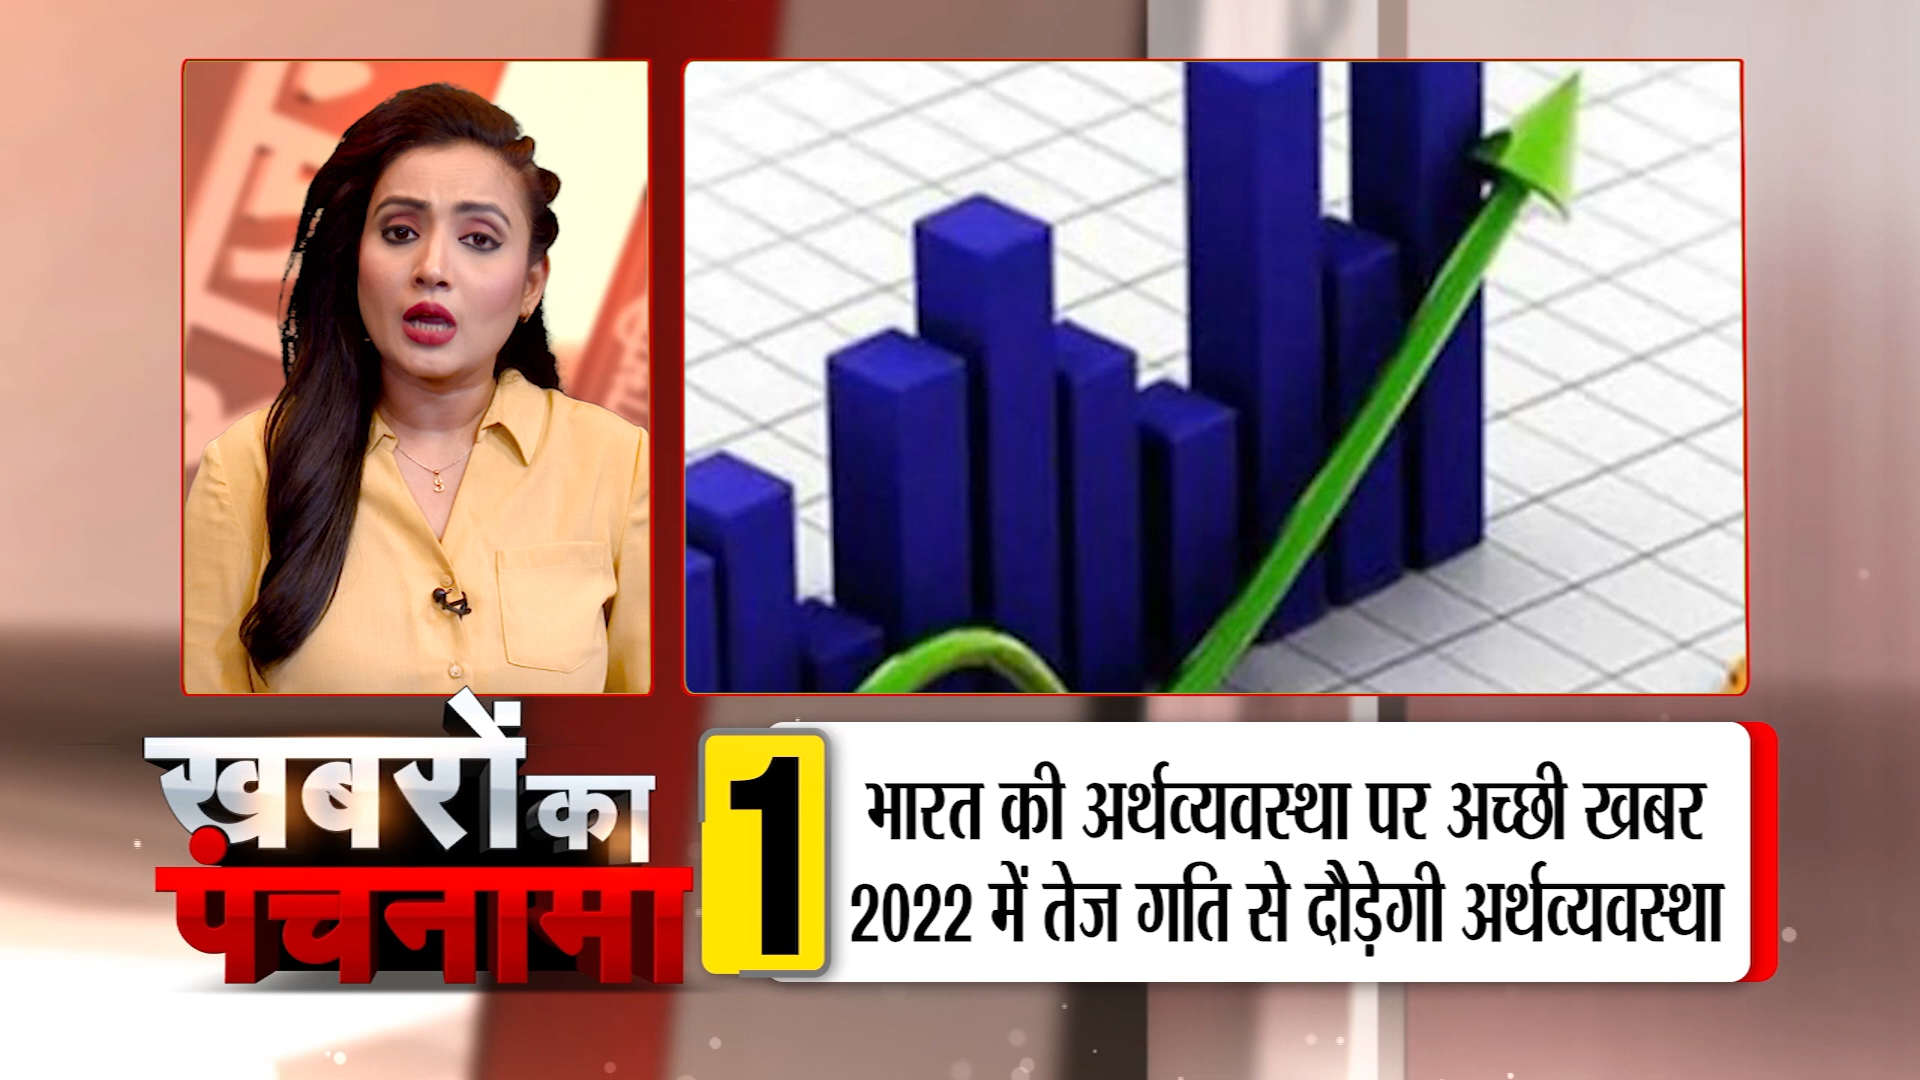 खबरों का
पंचनामा
1
भारत की अर्थव्यवस्था पर अच्छी खबर
2022 में तेज गति से दौड़ेगी अर्थव्यवस्था